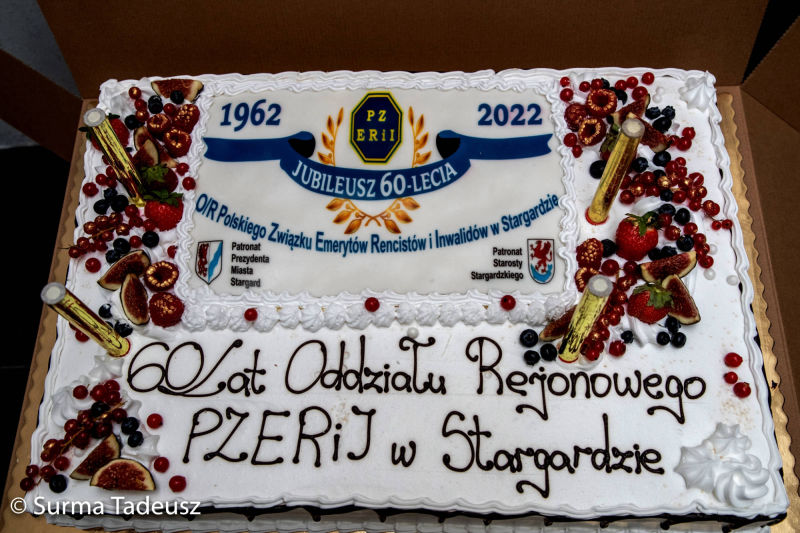 1962
PZ
ERiI
2022
JUBILEUSZ 60-LECIA
O/R Polskiego Związku Emerytów Rencistów i Inwalidów w Stargardzie
Patronat
Prezydenta
Miasta
Stargard
Patronat
Starosty
Stargardzkiego
60 Lat Oddziału Rejonowego
PZERiJ w Stargardzie
© Surma Tadeusz